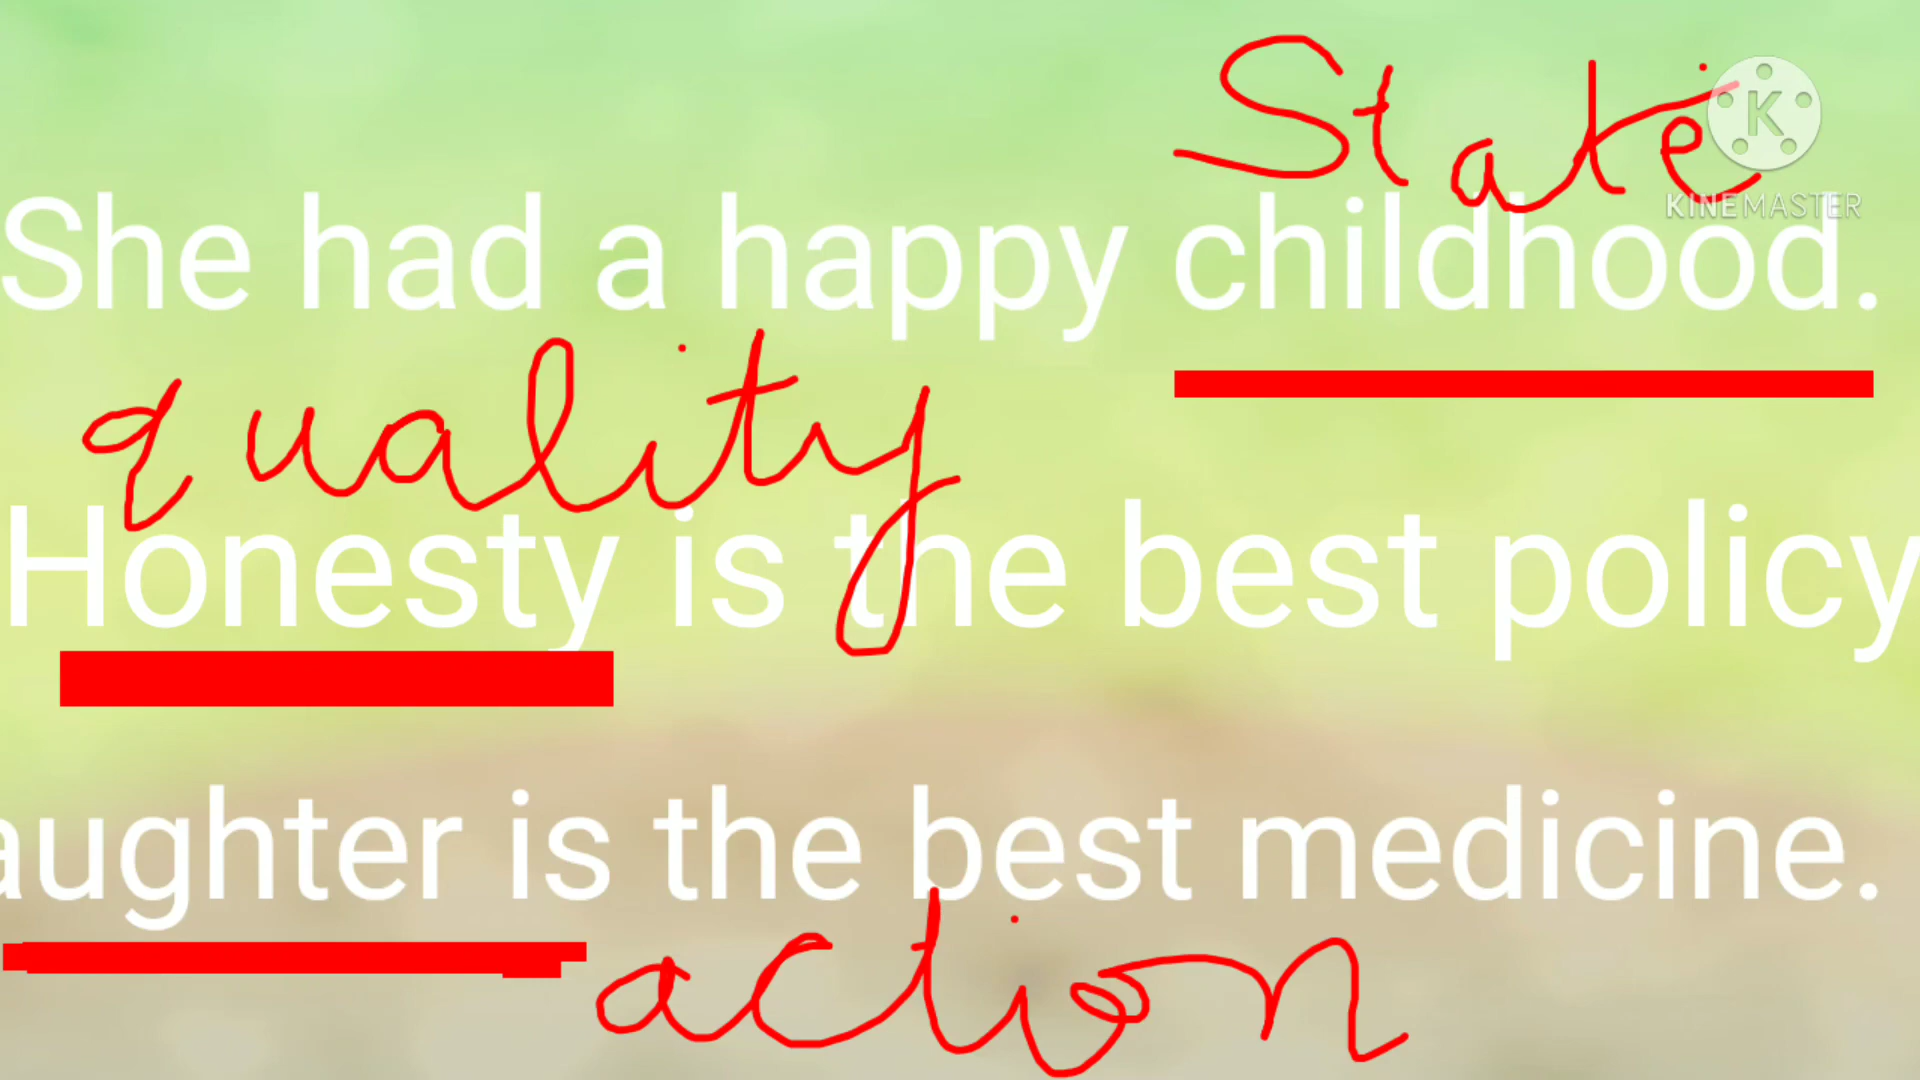 State
K
KINEMASTER
She had a happy childhood.
quality
Honesty is the best policy
aughter is the best medicine.
action